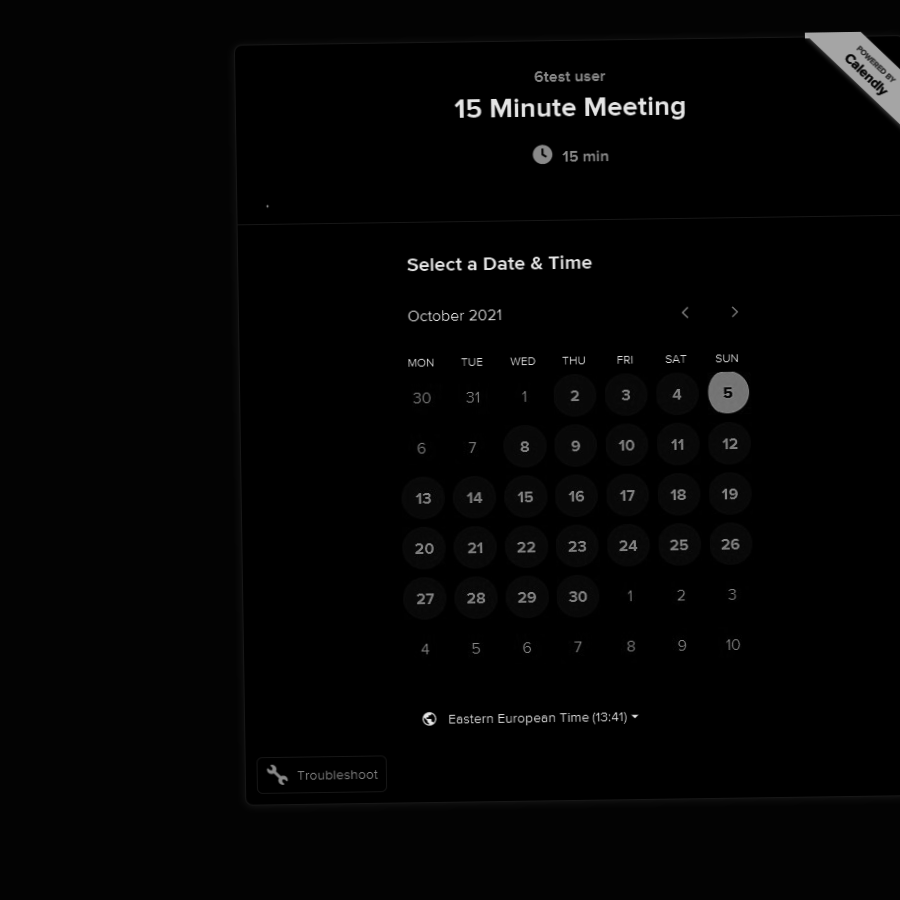 POWERED BY
Calendly
6test user
15 Minute Meeting
15 min
Select a Date & Time
October 2021
MON TUE WED THU FRI SAT SUN
30 31 1 2 3 4 5
6 7 8 9 10 11 12
13 14 15 16 17 18 19
20 21 22 23 24 25 26
27 28 29 30 1 2 3
4 5 6 7 8 9 10
Eastern European Time (13:41)
Troubleshoot